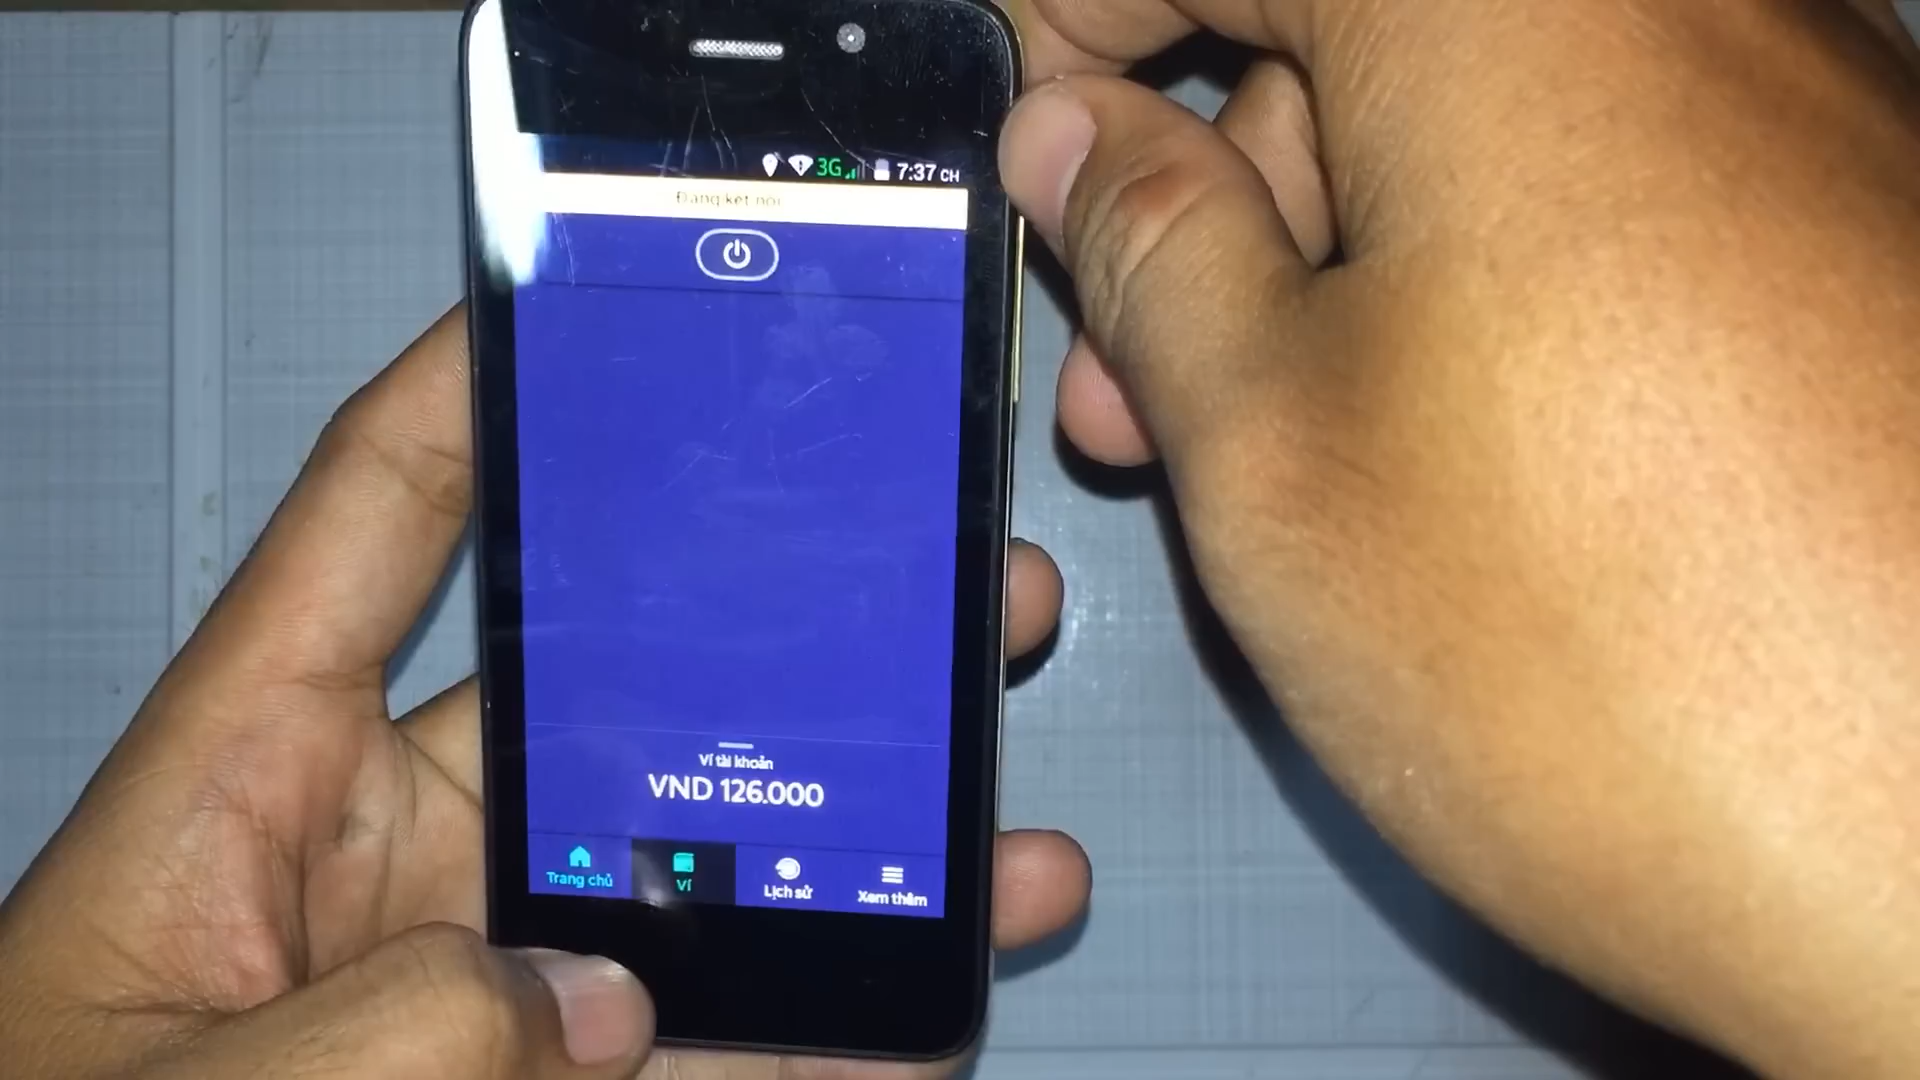 3G 7:37 CH
Đang kết nối
Ví tài khoản
VND 126.000
Trang chủ
Ví
Lịch sử
Xem thêm